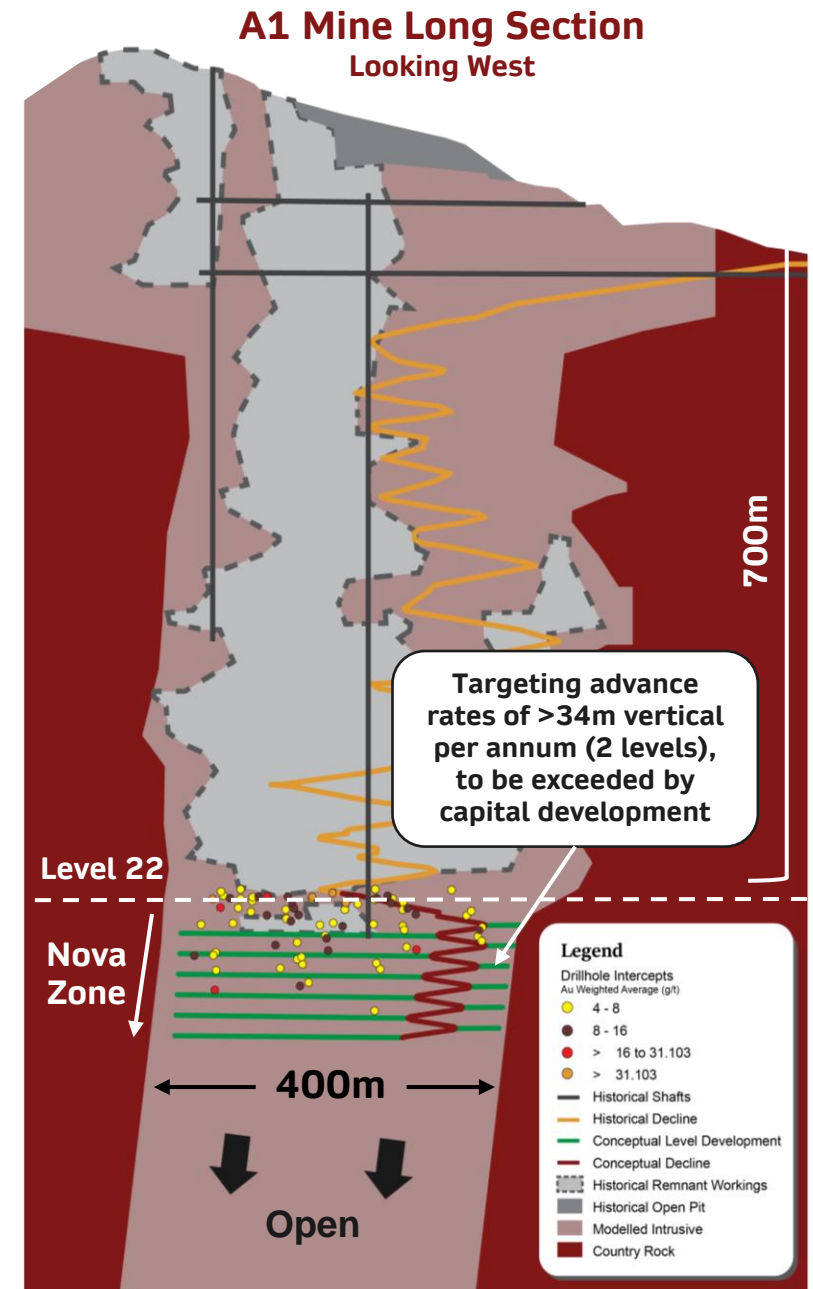 A1 Mine Long Section
Looking West
700m
Targeting advance
rates of >34m vertical
per annum (2 levels),
to be exceeded by
capital development
Level 22
Nova
Zone
400m
Open
Legend
Drillhole Intercepts
Au Weighted Average (g/t)
4 - 8
8 - 16
> 16 to 31.103
> 31.103
Historical Shafts
Historical Decline
Conceptual Level Development
Conceptual Decline
Historical Remnant Workings
Historical Open Pit
Modelled Intrusive
Country Rock